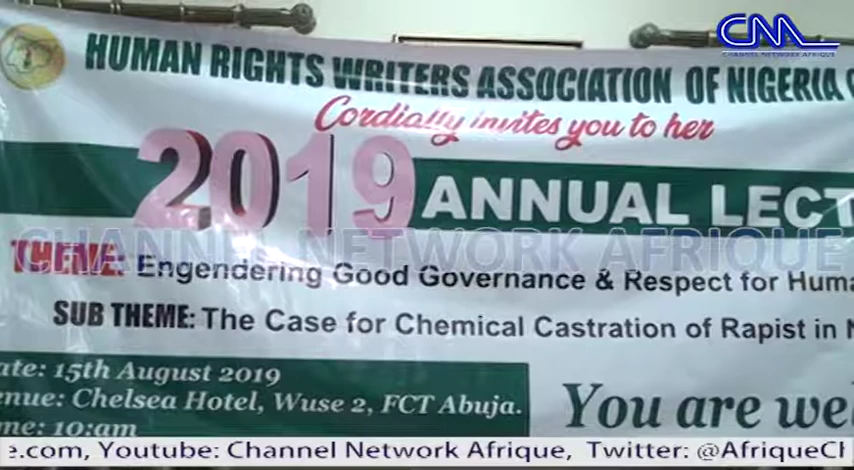 CNA
CHANNEL NETWORK AFRIQUE
HUMAN RIGHTS WRITERS ASSOCIATION OF NIGERIA
Cordially invites you to her
2019 ANNUAL LECT
CHANNEL NETWORK AFRIQUE
THEME: Engendering Good Governance & Respect for Huma
SUB THEME: The Case for Chemical Castration of Rapist in N
ate: 15th August 2019
enue: Chelsea Hotel, Wuse 2, FCT Abuja.
me: 10:am
You are wel
e.com, Youtube: Channel Network Afrique, Twitter: @AfriqueCh